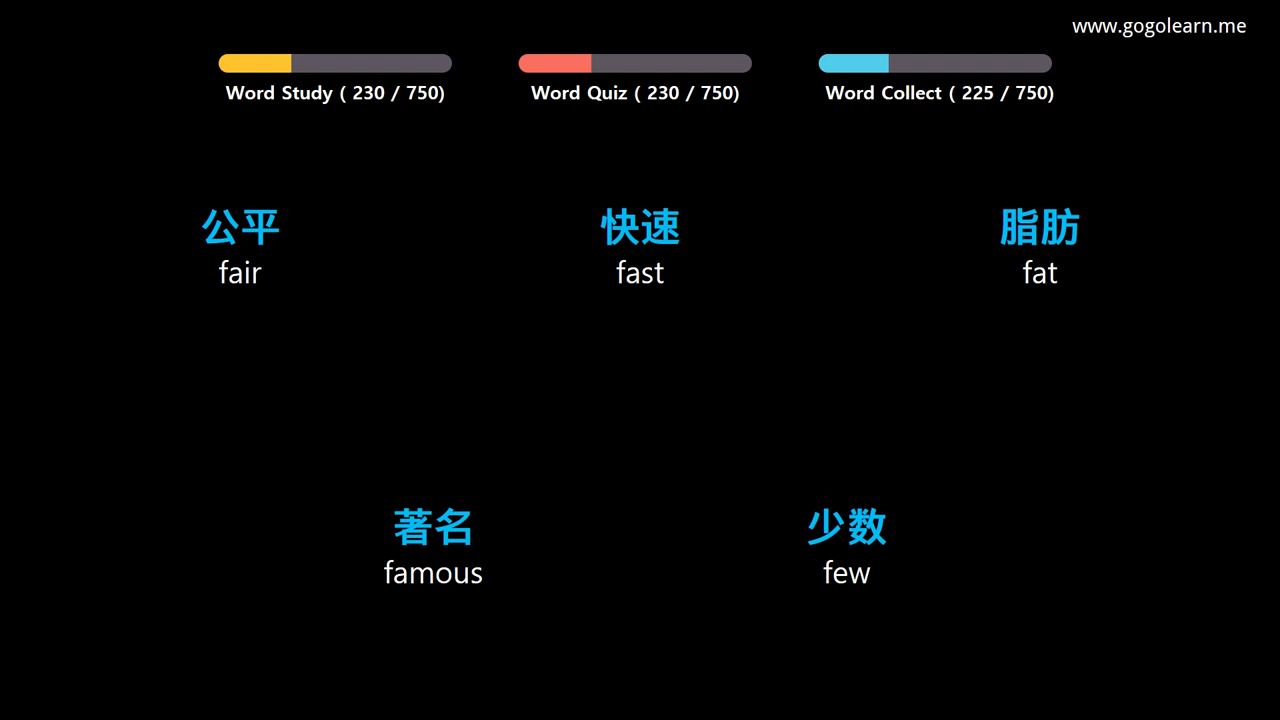 www.gogolearn.me
Word Study ( 230 / 750)
Word Quiz ( 230 / 750)
Word Collect ( 225 / 750)
公平
fair
快速
fast
脂肪
fat
著名
famous
少数
few